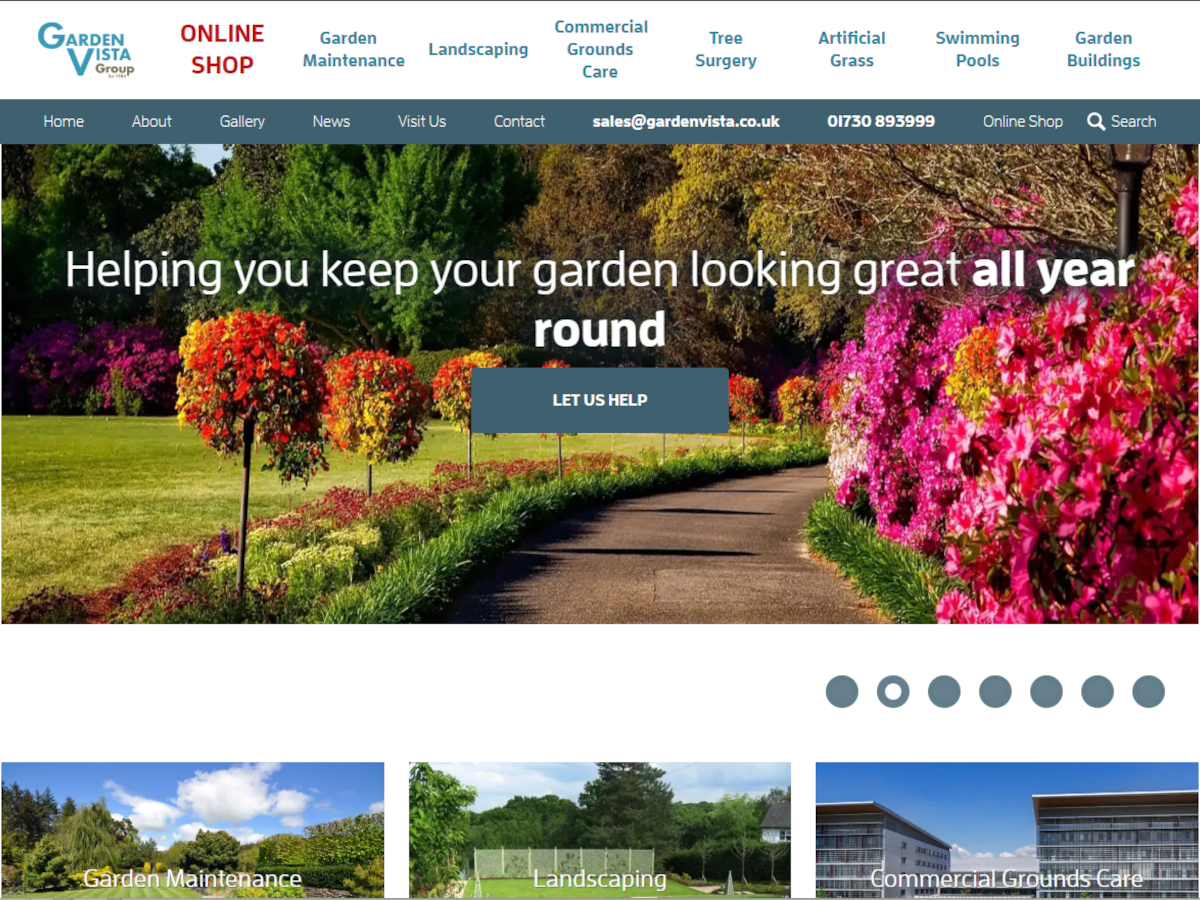 GARDEN
VISTA
Group
ONLINE
SHOP
Garden
Maintenance
Landscaping
Commercial
Grounds
Care
Tree
Surgery
Artificial
Grass
Swimming
Pools
Garden
Buildings
Home About Gallery News Visit Us Contact sales@gardenvista.co.uk 01730 893999 Online Shop Search
Helping you keep your garden looking great all year
round
LET US HELP
Garden Maintenance
Landscaping
Commercial Grounds Care